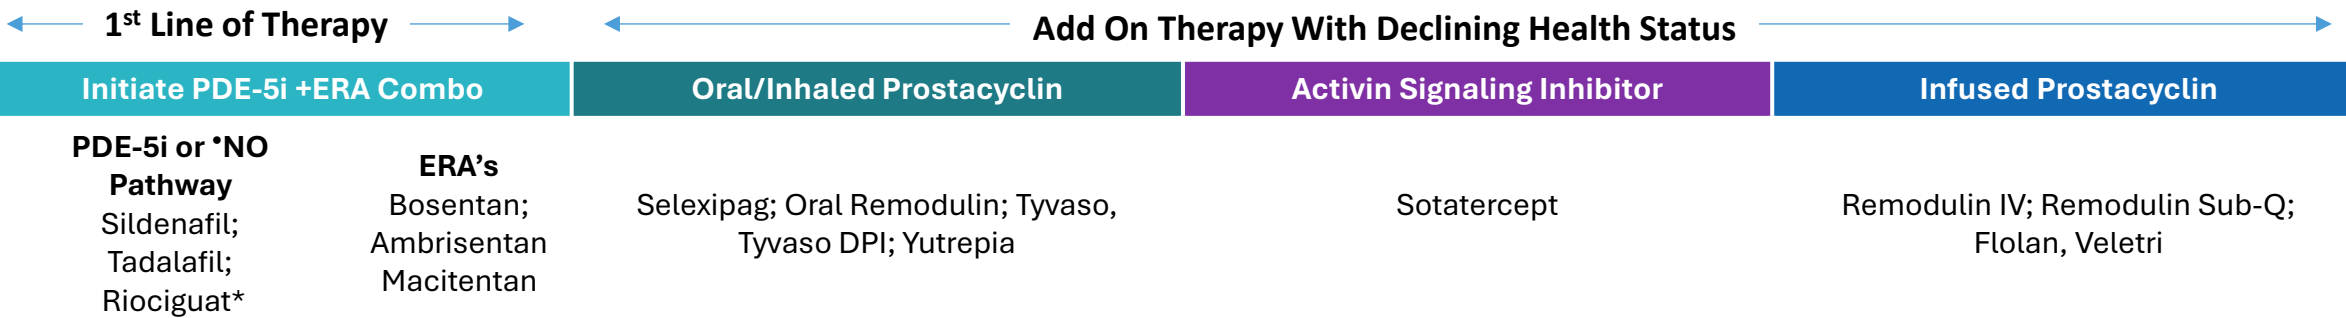 1st Line of Therapy
Add On Therapy With Declining Health Status
Initiate PDE-5i +ERA Combo
Oral/Inhaled Prostacyclin
Activin Signaling Inhibitor
Infused Prostacyclin
PDE-5i or •NO
Pathway
Sildenafil;
Tadalafil;
Riociguat*
ERA’s
Bosentan;
Ambrisentan
Macitentan
Selexipag; Oral Remodulin; Tyvaso,
Tyvaso DPI; Yutrepia
Sotatercept
Remodulin IV; Remodulin Sub-Q;
Flolan, Veletri